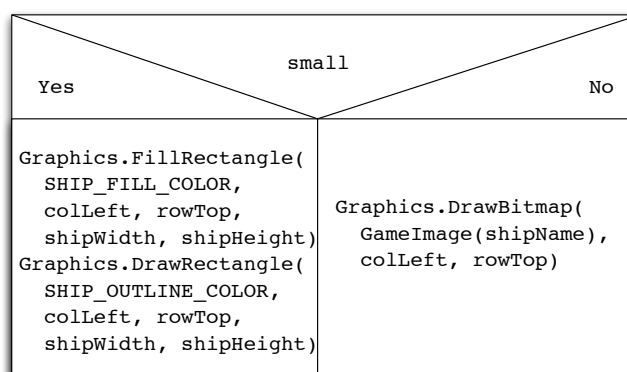 small
Yes
No
Graphics.FillRectangle(
SHIP_FILL_COLOR,
colLeft, rowTop,
shipWidth, shipHeight)
Graphics.DrawRectangle(
SHIP_OUTLINE_COLOR,
colLeft, rowTop,
shipWidth, shipHeight)
Graphics.DrawBitmap(
GameImage(shipName),
colLeft, rowTop)